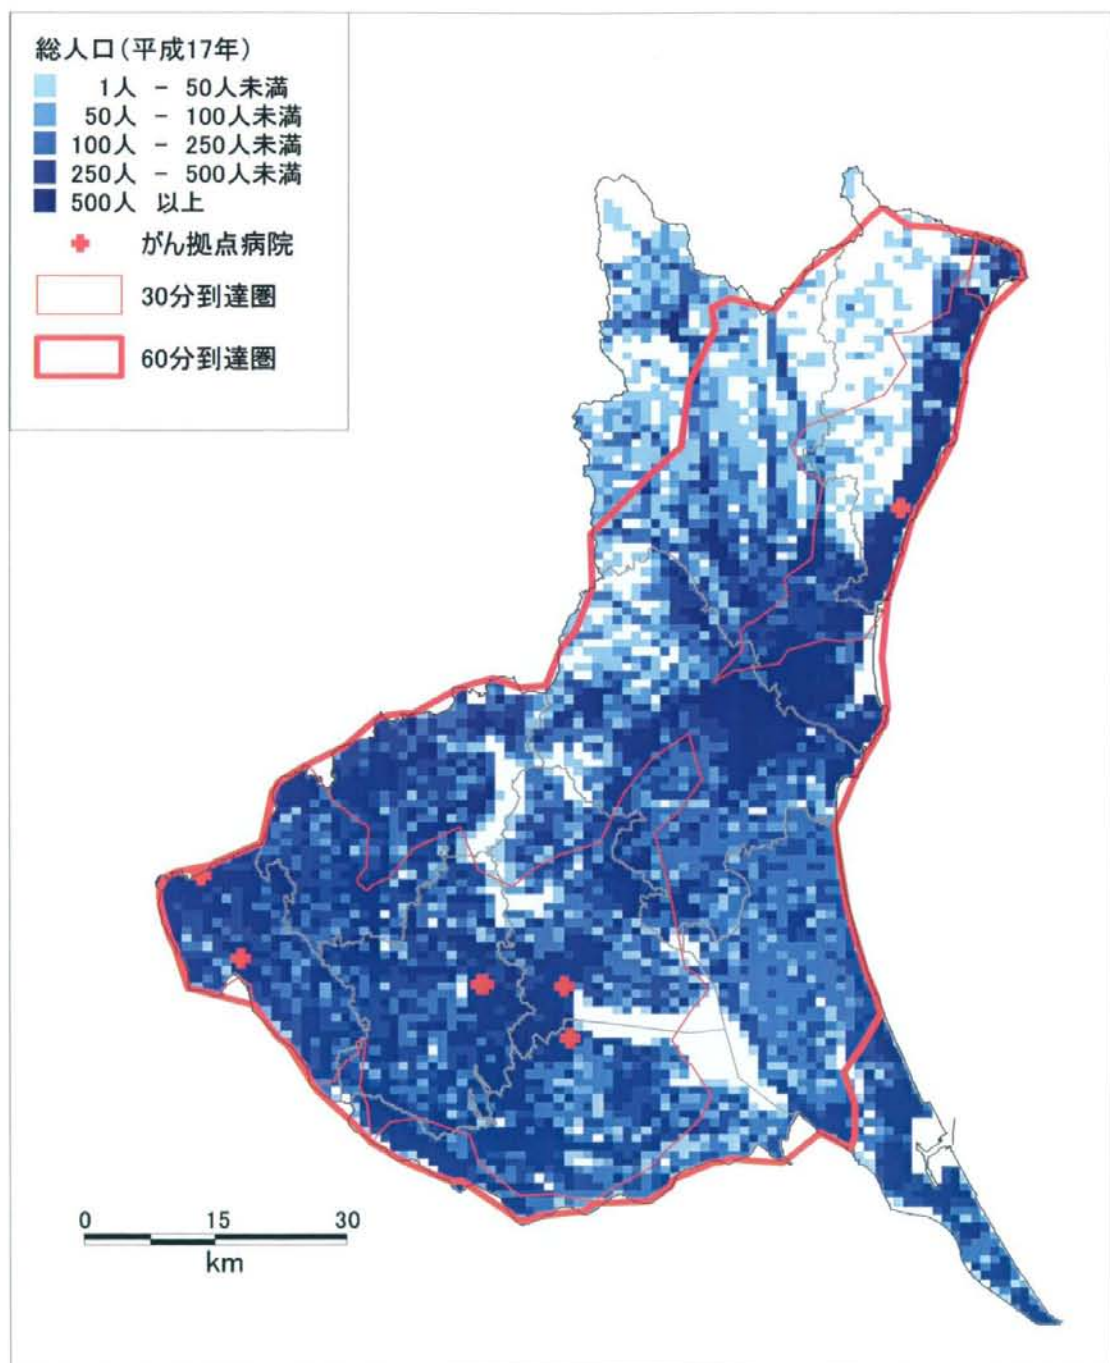 総人口(平成17年)
1人 - 50人未満
50人 - 100人未満
100人 - 250人未満
250人 - 500人未満
500人 以上
がん拠点病院
30分到達圏
60分到達圏
0 15 30
km